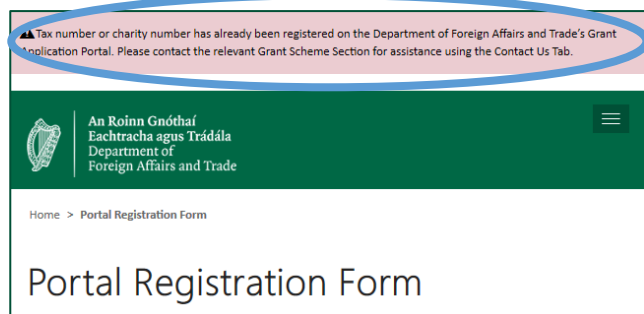 Tax number or charity number has already been registered on the Department of Foreign Affairs and Trade's Grant
Application Portal. Please contact the relevant Grant Scheme Section for assistance using the Contact Us Tab.
An Roinn Gnóthaí
Eachtracha agus Trádála
Department of
Foreign Affairs and Trade
Home > Portal Registration Form
Portal Registration Form